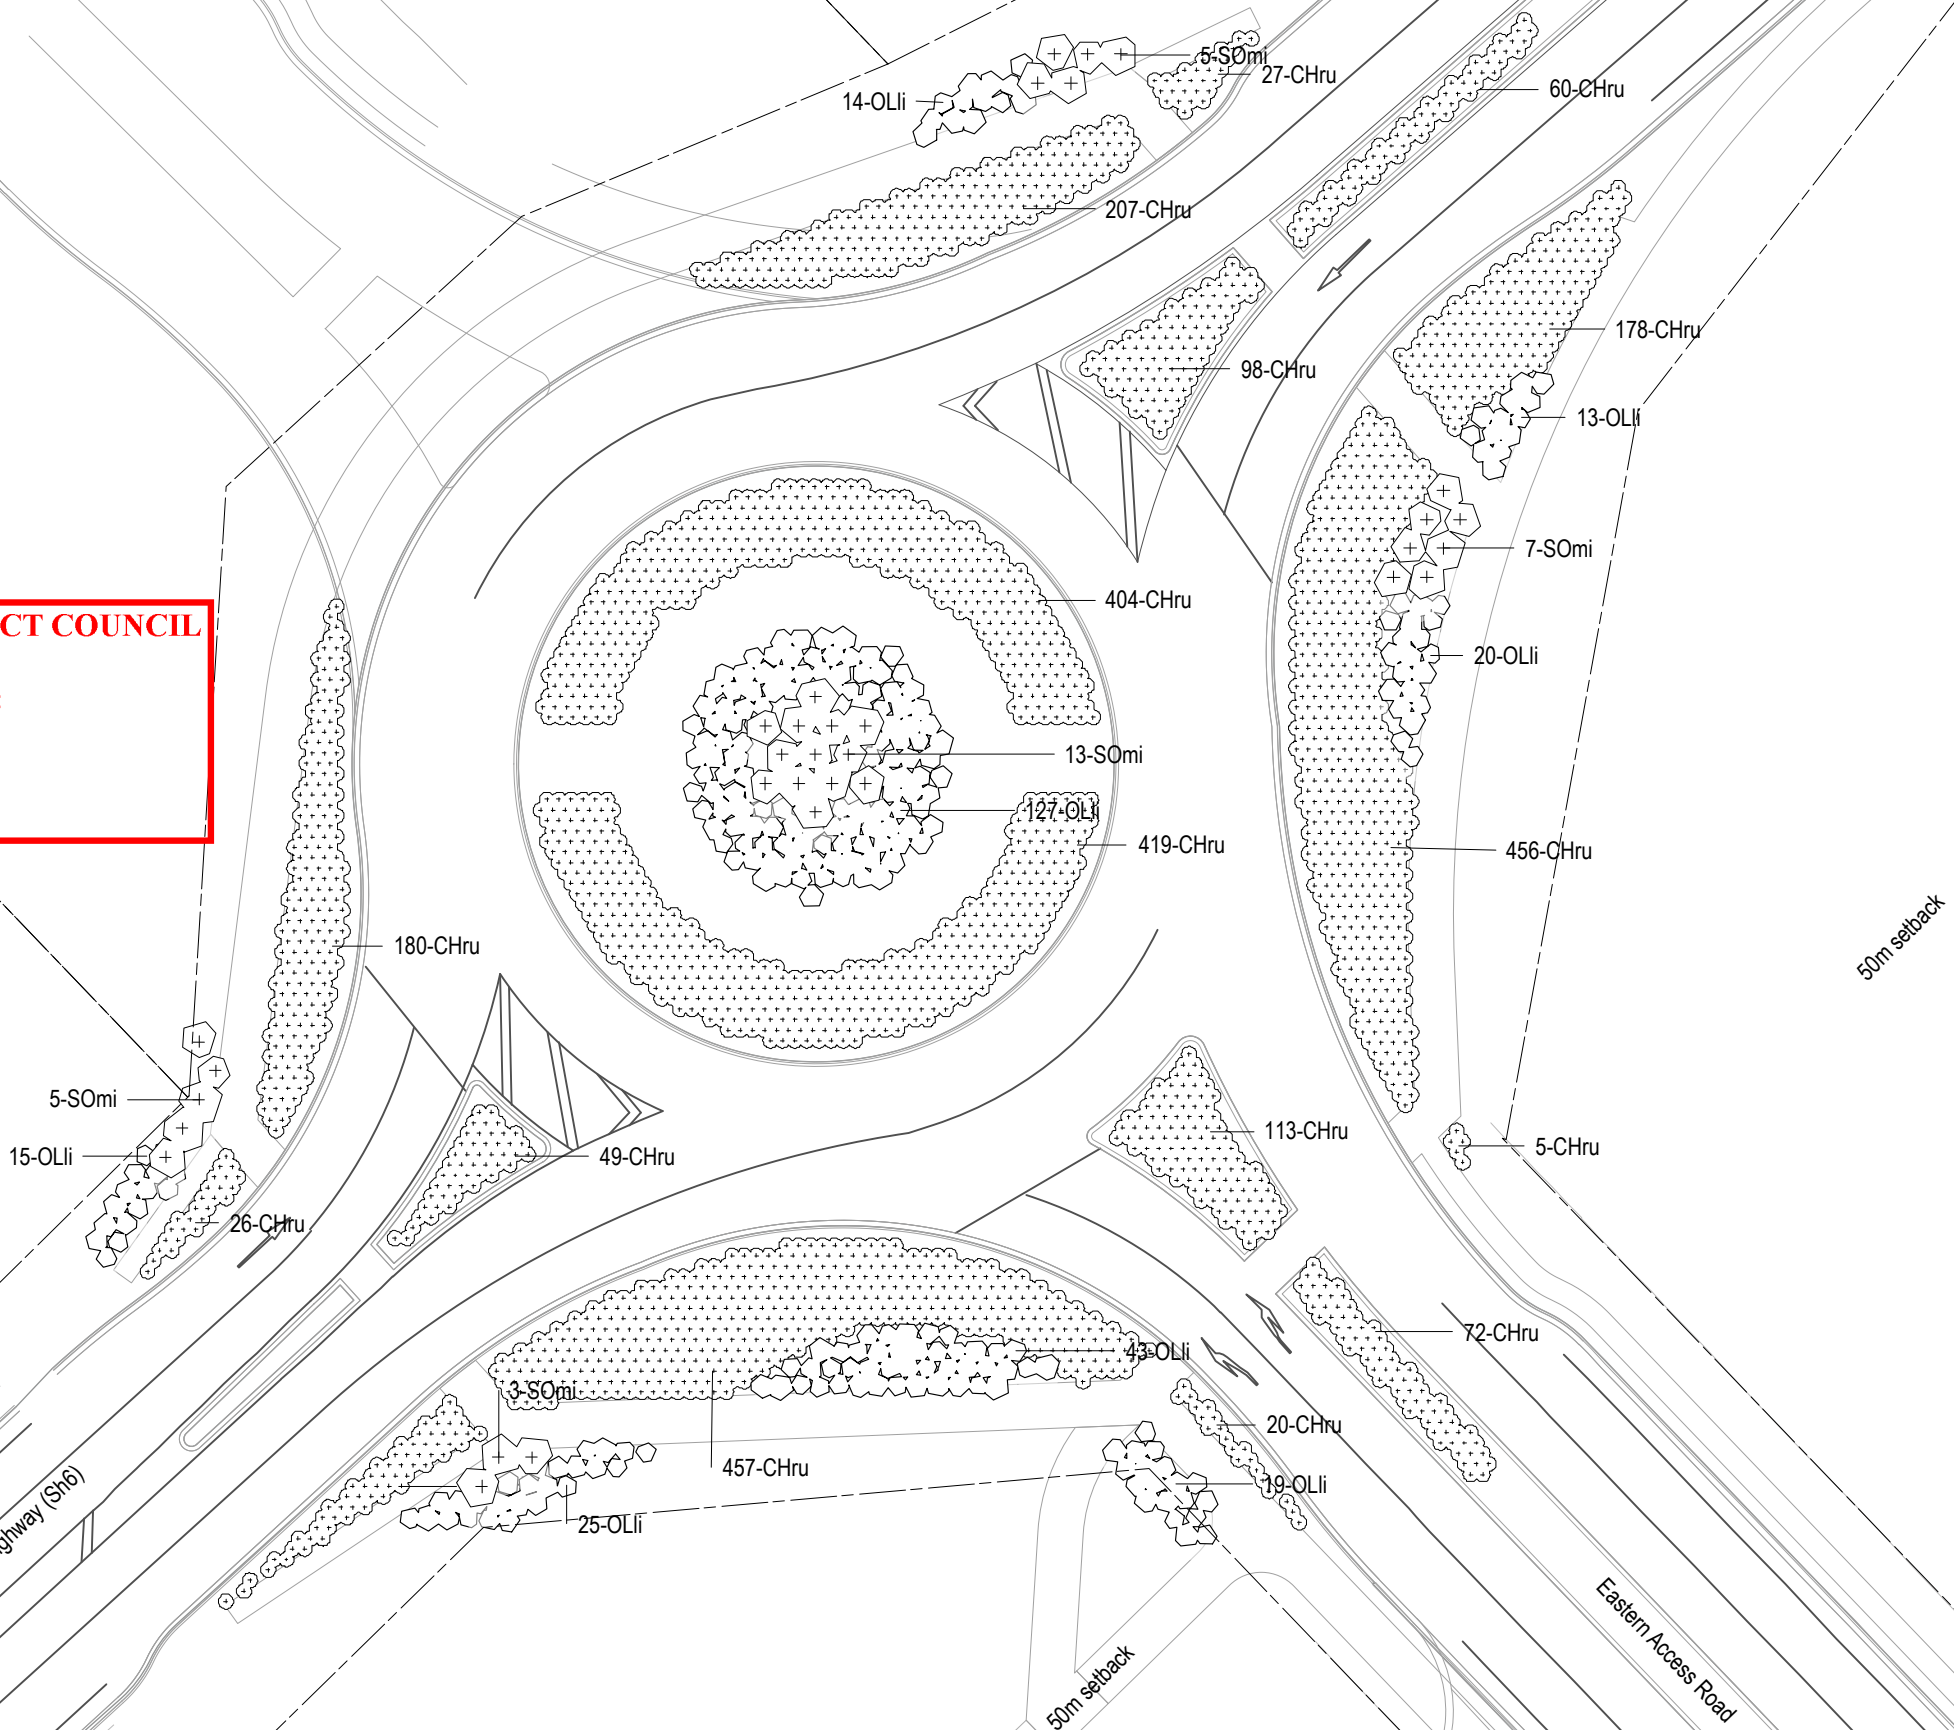 5-SOmi
27-CHru
14-OLli
60-CHru
207-CHru
178-CHru
98-CHru
13-OLli
7-SOmi
404-CHru
CT COUNCIL
20-OLli
13-SOmi
127-OLli
419-CHru
456-CHru
50m setback
180-CHru
5-SOmi
113-CHru
5-CHru
15-OLli
49-CHru
26-CHru
72-CHru
43-OLli
3-SOmi
20-CHru
457-CHru
19-OLli
25-OLli
ghway (Sh6)
Eastern Access Road
50m setback